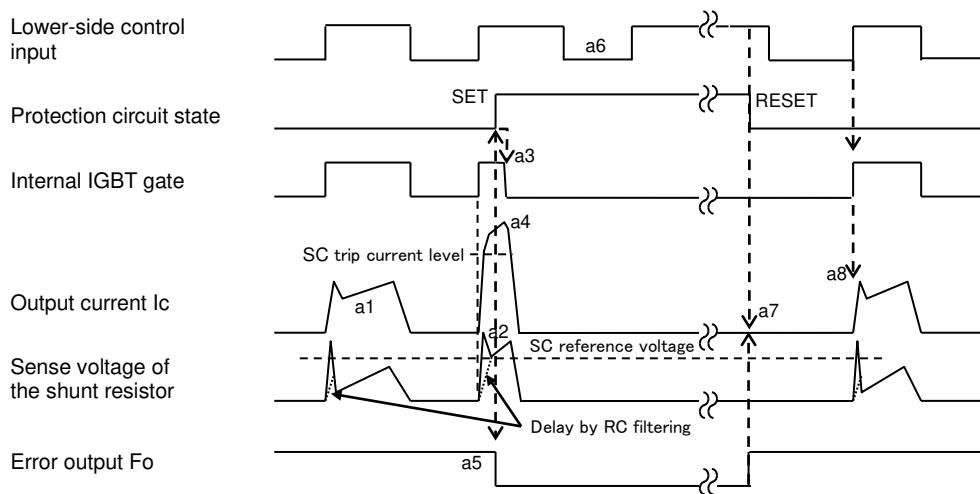 Lower-side control
input
a6
SET
RESET
Protection circuit state
a3
Internal IGBT gate
a4
SC trip current level
a8
Output current Ic
a1
a7
a2
SC reference voltage
Sense voltage of
the shunt resistor
Delay by RC filtering
Error output Fo
a5